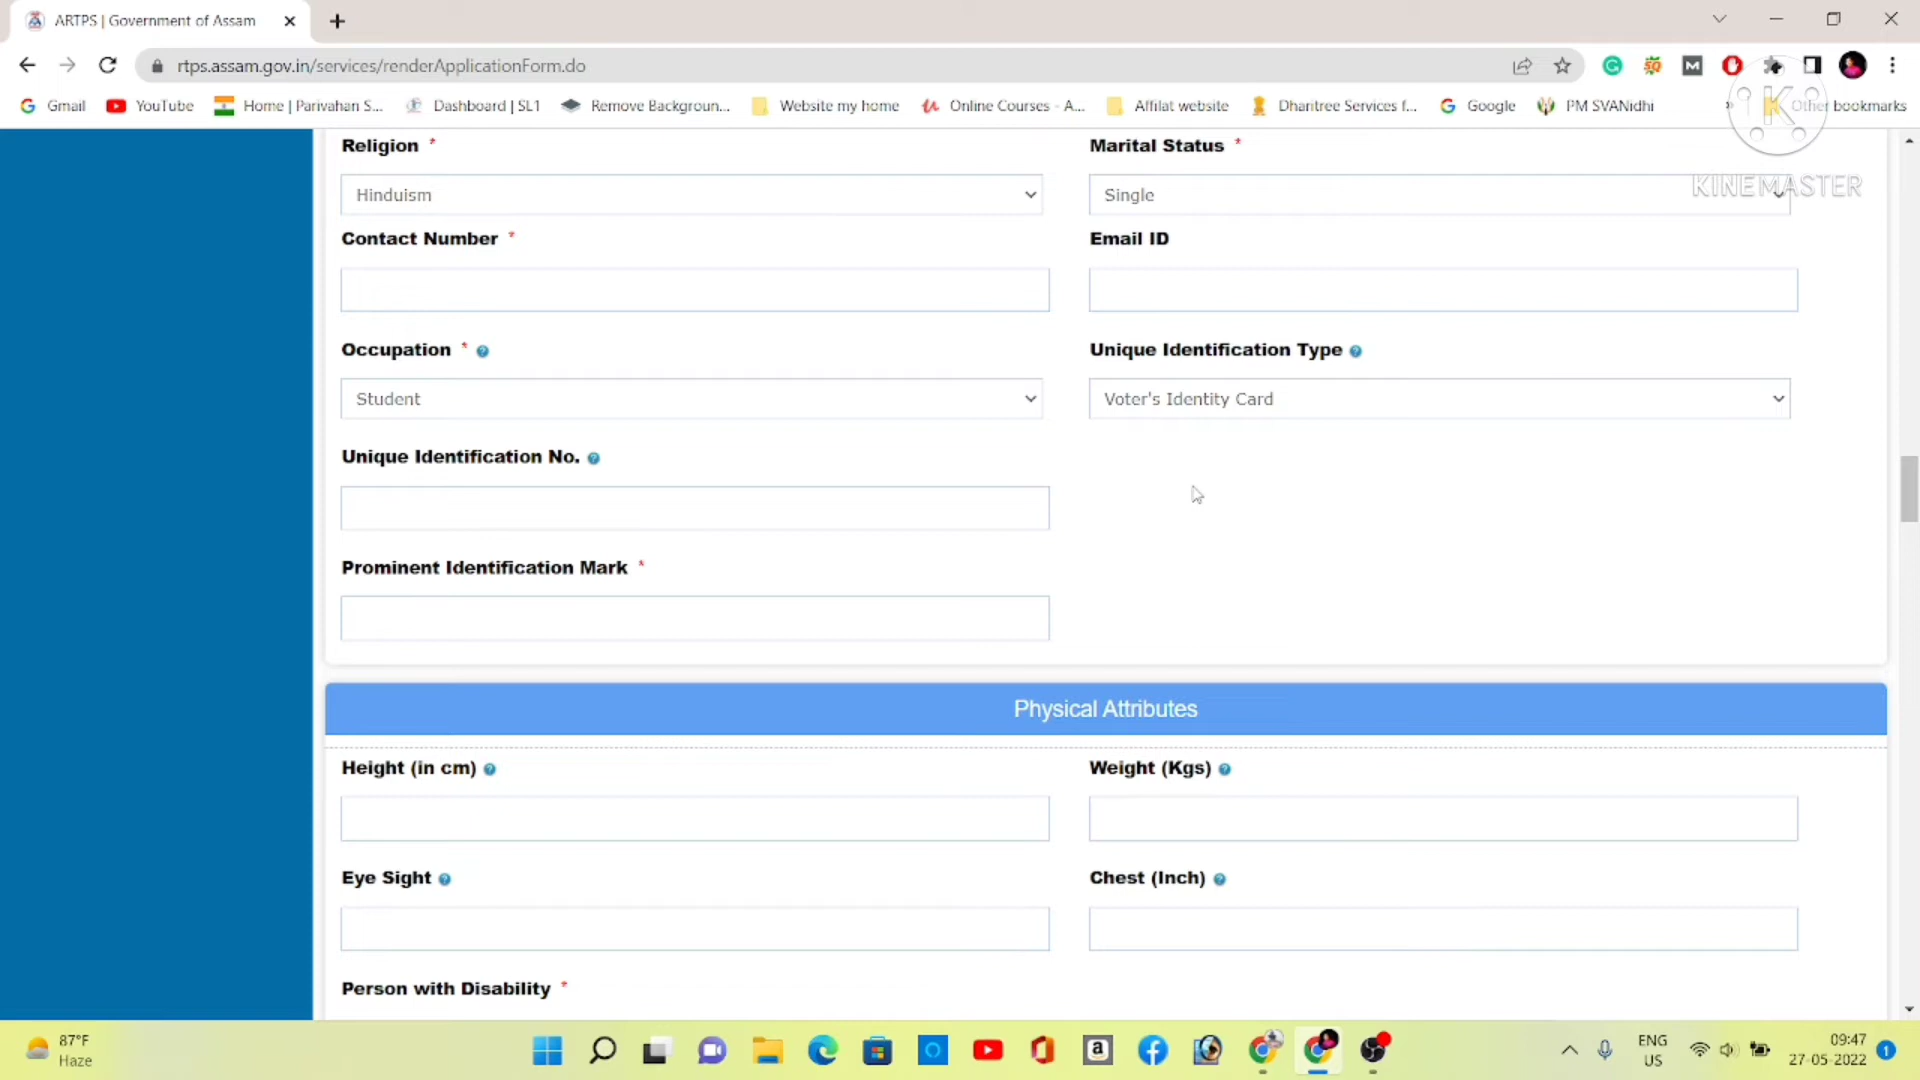 ARTPS | Government of Assam
rtps.assam.gov.in/services/renderApplicationForm.do
Gmail YouTube Home | Parivahan S... Dashboard | SL1 Remove Backgroun... Website my home Online Courses - A... Affilat website Dharitree Services f... Google PM SVANidhi » Other bookmarks
KINEMASTER
Religion * Marital Status *
Hinduism Single
Contact Number * Email ID
Occupation * Unique Identification Type
Student Voter's Identity Card
Unique Identification No.
Prominent Identification Mark *
Physical Attributes
Height (in cm) Weight (Kgs)
Eye Sight Chest (Inch)
Person with Disability *
87°F
Haze
ENG
US
09:47
27-05-2022
1